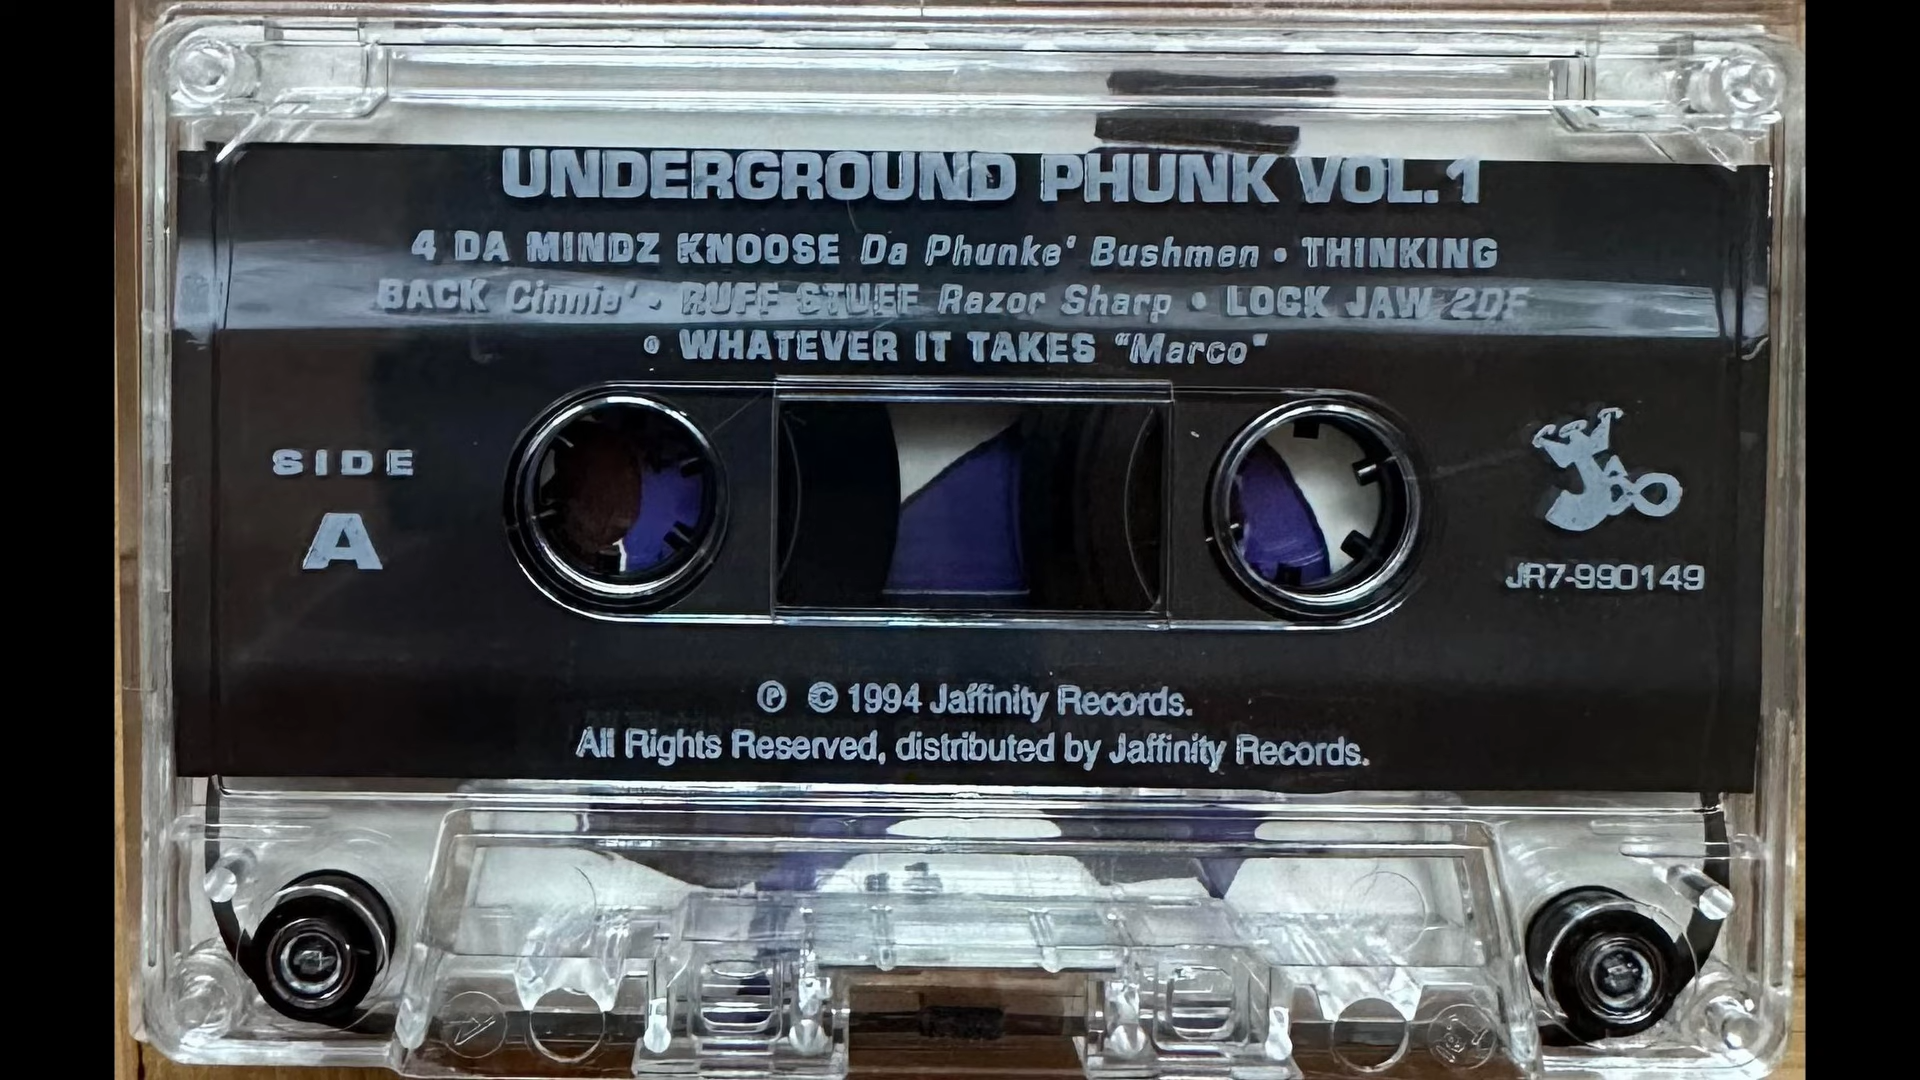 UNDERGROUND PHUNK VOL. 1
4 DA MINDZ KNOOSE Da Phunke' Bushmen • THINKING
BACK Cinnie' • RUFF STUFF Razor Sharp • LOCK JAW 2DF
• WHATEVER IT TAKES "Marco"
SIDE
A
JR7-990149
℗ © 1994 Jaffinity Records.
All Rights Reserved, distributed by Jaffinity Records.